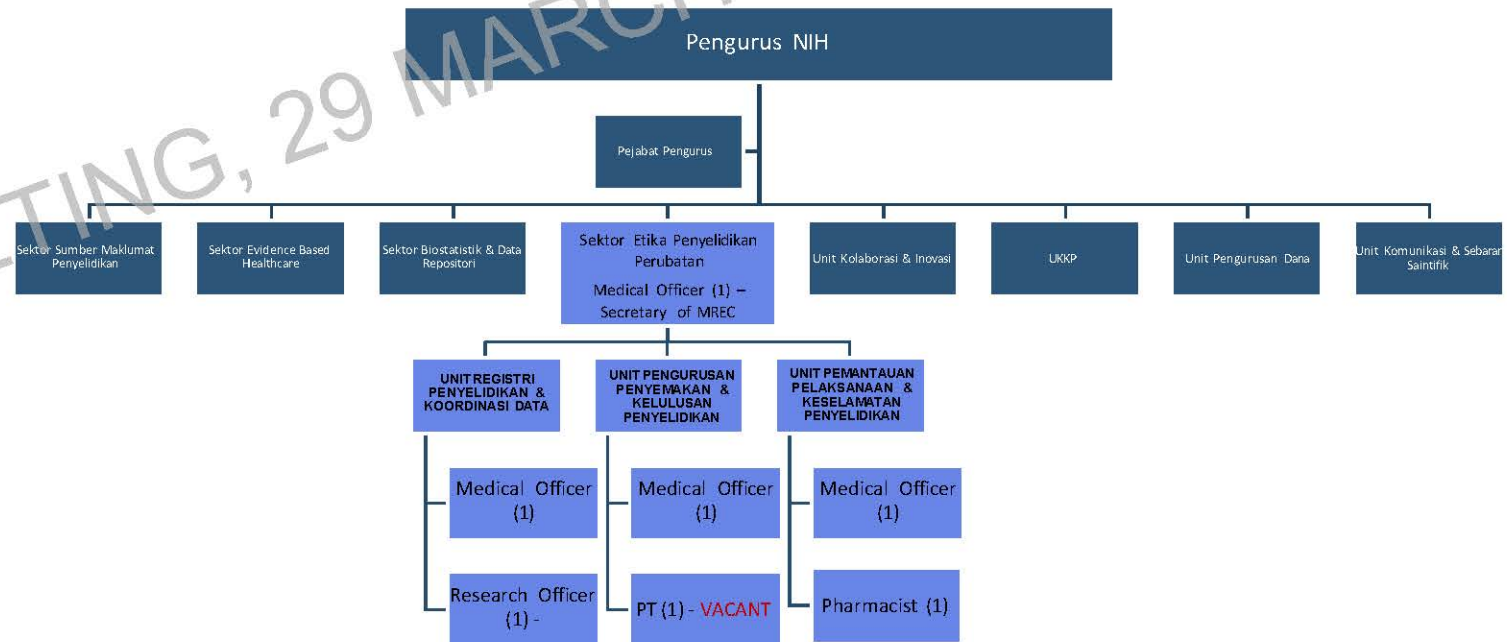 TING, 29 MARCH
Pengurus NIH
Pejabat Pengurus
Sektor Sumber Maklumat
Penyelidikan
Sektor Evidence Based
Healthcare
Sektor Biostatistik & Data
Repositori
Sektor Etika Penyelidikan
Perubatan
Medical Officer (1) –
Secretary of MREC
Unit Kolaborasi & Inovasi
UKKP
Unit Pengurusan Dana
Unit Komunikasi & Sebaran
Saintifik
UNIT REGISTRI
PENYELIDIKAN &
KOORDINASI DATA
UNIT PENGURUSAN
PENYEMAKAN &
KELULUSAN
PENYELIDIKAN
UNIT PEMANTAUAN
PELAKSANAAN &
KESELAMATAN
PENYELIDIKAN
Medical Officer
(1)
Medical Officer
(1)
Medical Officer
(1)
Research Officer
(1) -
PT (1) - VACANT
Pharmacist (1)